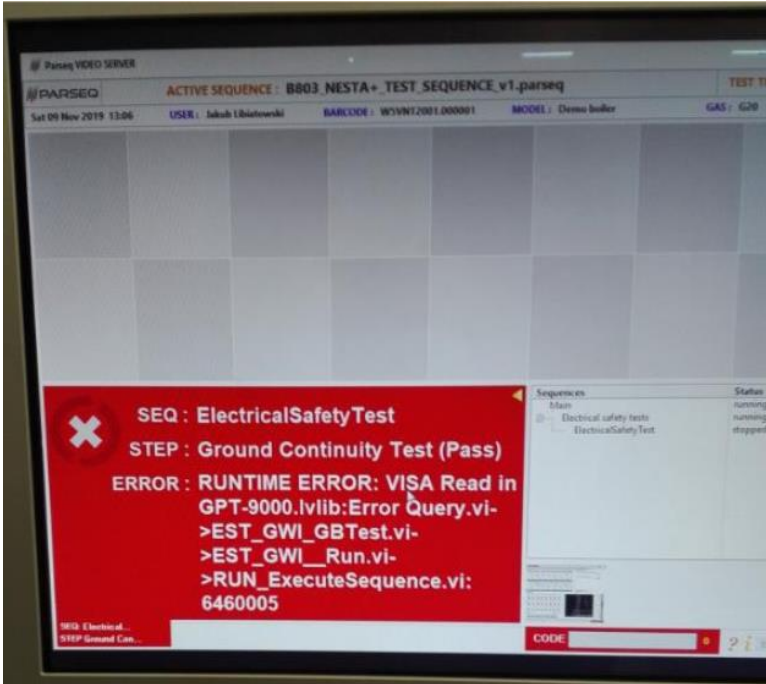 Parseq VIDEO SERVER
PARSEQ
ACTIVE SEQUENCE : B803_NESTA+_TEST_SEQUENCE_v1.parseq
TEST
Sat 09 Nov 2019 13:06 USER : Jakub Libiatowski BARCODE : WSVNT2001.000001 MODEL : Demo boiler GAS : G20
SEQ : ElectricalSafetyTest
STEP : Ground Continuity Test (Pass)
ERROR : RUNTIME ERROR: VISA Read in
GPT-9000.lvlib:Error Query.vi-
>EST_GWI_GBTest.vi-
>EST_GWI__Run.vi-
>RUN_ExecuteSequence.vi:
6460005
SEQ: Electrical...
STEP Ground Con...
Sequences Status
Main running
Electrical safety tests running
ElectricalSafetyTest stopped
CODE 0 ? i